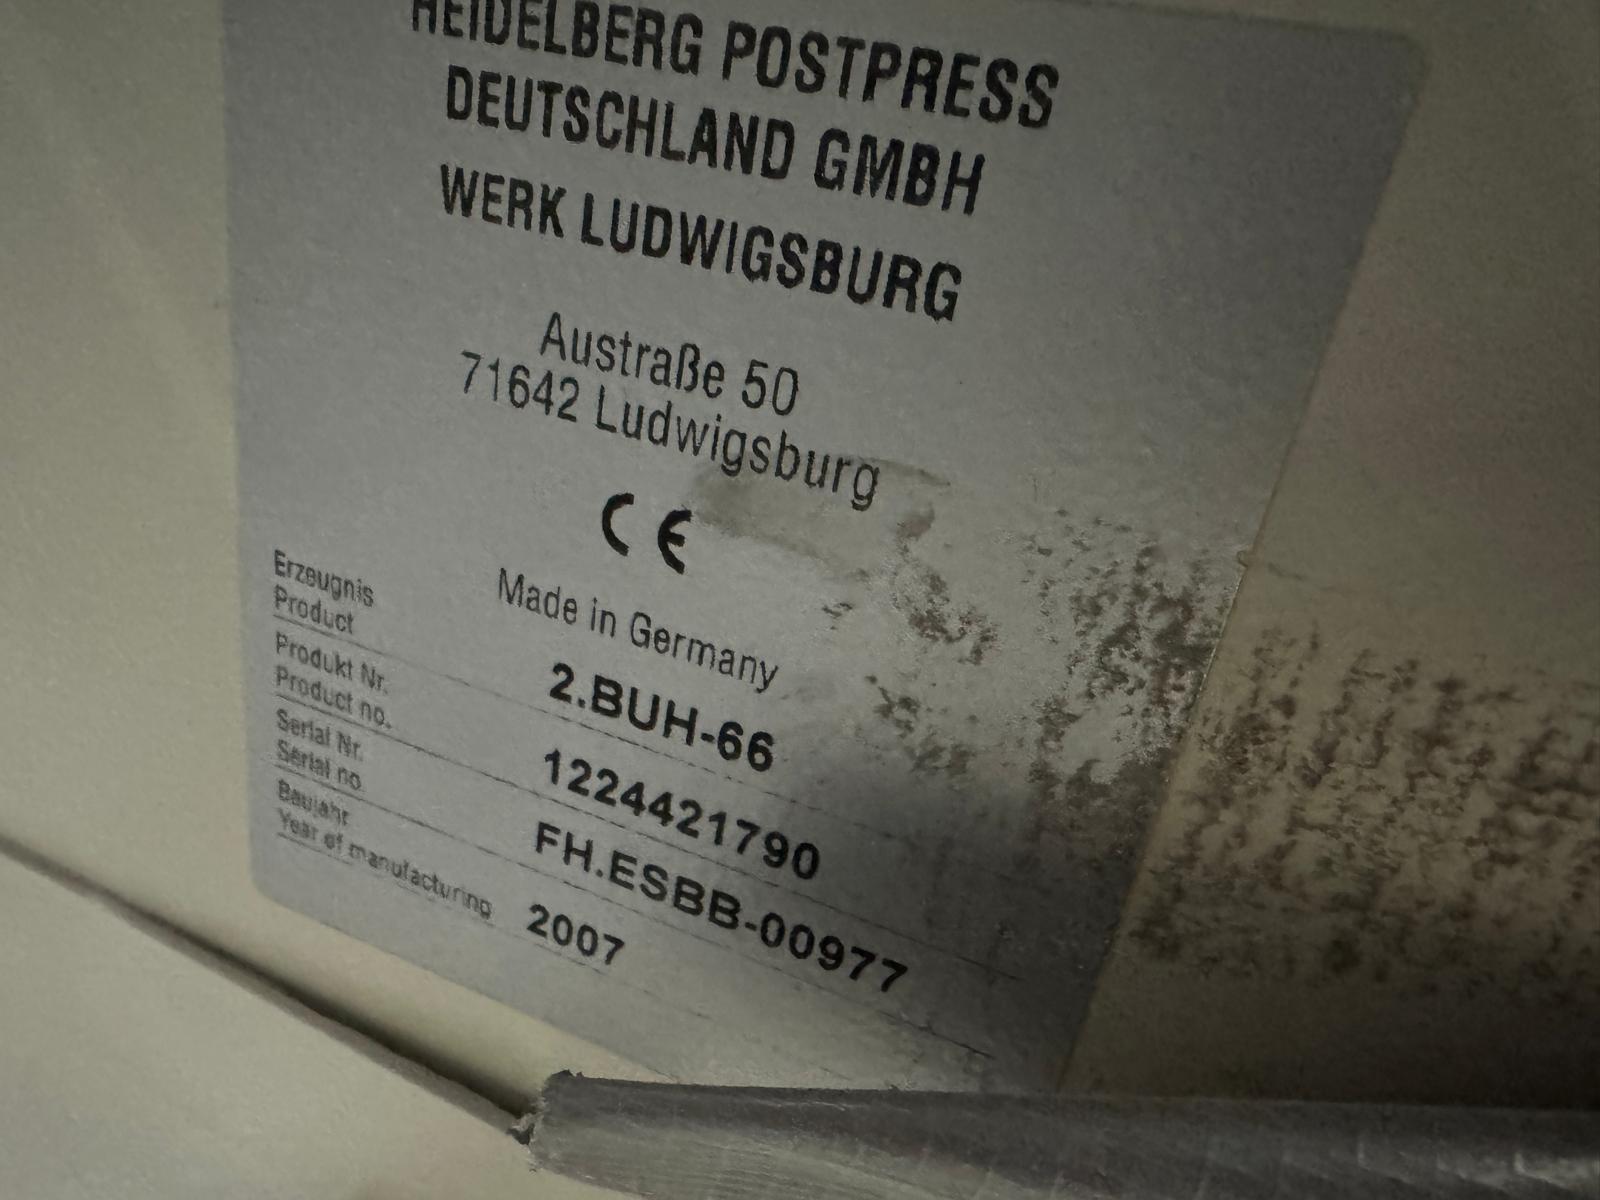 HEIDELBERG POSTPRESS
DEUTSCHLAND GMBH
WERK LUDWIGSBURG
Austraße 50
71642 Ludwigsburg
CE
Made in Germany
Erzeugnis
Product
2.BUH-66
Produkt Nr.
Product no.
1224421790
Serial Nr.
Serial no.
FH.ESBB-00977
Baujahr
Year of manufacturing
2007